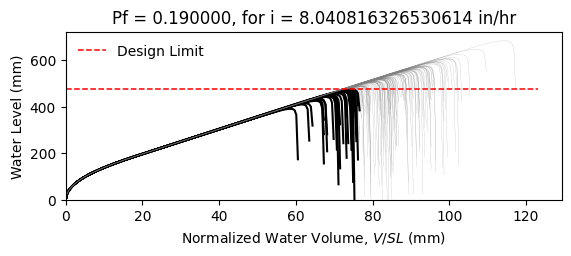 Pf = 0.190000, for i = 8.040816326530614 in/hr
Design Limit
Water Level (mm)
600
400
200
0
0 20 40 60 80 100 120
Normalized Water Volume, V/SL (mm)